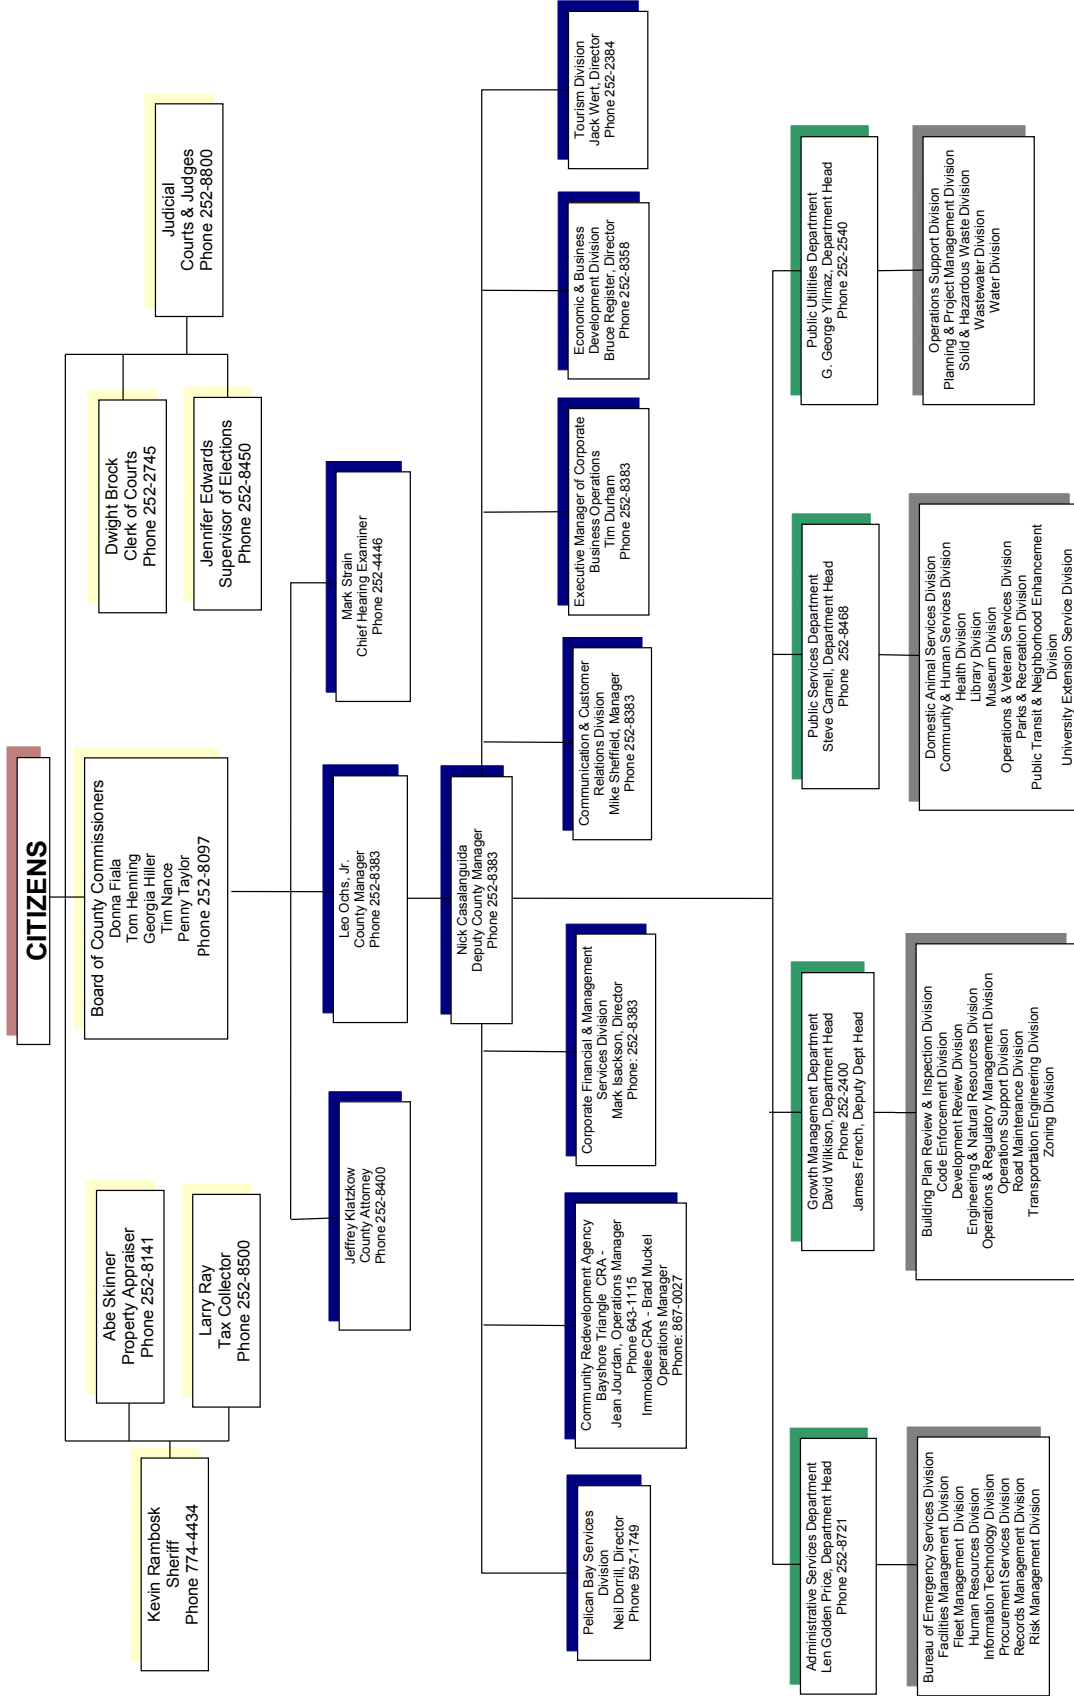 CITIZENS
Kevin Rambosk
Sheriff
Phone 774-4434
Abe Skinner
Property Appraiser
Phone 252-8141
Larry Ray
Tax Collector
Phone 252-8500
Board of County Commissioners
Donna Fiala
Tom Henning
Georgia Hiller
Tim Nance
Penny Taylor
Phone 252-8097
Dwight Brock
Clerk of Courts
Phone 252-2745
Jennifer Edwards
Supervisor of Elections
Phone 252-8450
Judicial
Courts & Judges
Phone 252-8800
Jeffrey Klatzkow
County Attorney
Phone 252-8400
Leo Ochs, Jr.
County Manager
Phone 252-8383
Mark Strain
Chief Hearing Examiner
Phone 252-4446
Nick Casalanguida
Deputy County Manager
Phone 252-8383
Pelican Bay Services
Division
Neil Dorrill, Director
Phone 597-1749
Community Redevelopment Agency
Bayshore Triangle CRA -
Jean Jourdan, Operations Manager
Phone 643-1115
Immokalee CRA - Brad Muckel
Operations Manager
Phone: 867-0027
Corporate Financial & Management
Services Division
Mark Isackson, Director
Phone: 252-8383
Communication & Customer
Relations Division
Mike Sheffield, Manager
Phone 252-8383
Executive Manager of Corporate
Business Operations
Tim Durham
Phone 252-8383
Economic & Business
Development Division
Bruce Register, Director
Phone 252-8358
Tourism Division
Jack Wert, Director
Phone 252-2384
Administrative Services Department
Len Golden Price, Department Head
Phone 252-8721
Growth Management Department
David Wilkison, Department Head
Phone 252-2400
James French, Deputy Dept Head
Public Services Department
Steve Carnell, Department Head
Phone 252-8468
Public Utilities Department
G. George Yilmaz, Department Head
Phone 252-2540
Bureau of Emergency Services Division
Facilities Management Division
Fleet Management Division
Human Resources Division
Information Technology Division
Procurement Services Division
Records Management Division
Risk Management Division
Building Plan Review & Inspection Division
Code Enforcement Division
Development Review Division
Engineering & Natural Resources Division
Operations & Regulatory Management Division
Operations Support Division
Road Maintenance Division
Transportation Engineering Division
Zoning Division
Domestic Animal Services Division
Community & Human Services Division
Health Division
Library Division
Museum Division
Operations & Veteran Services Division
Parks & Recreation Division
Public Transit & Neighborhood Enhancement
Division
University Extension Service Division
Operations Support Division
Planning & Project Management Division
Solid & Hazardous Waste Division
Wastewater Division
Water Division